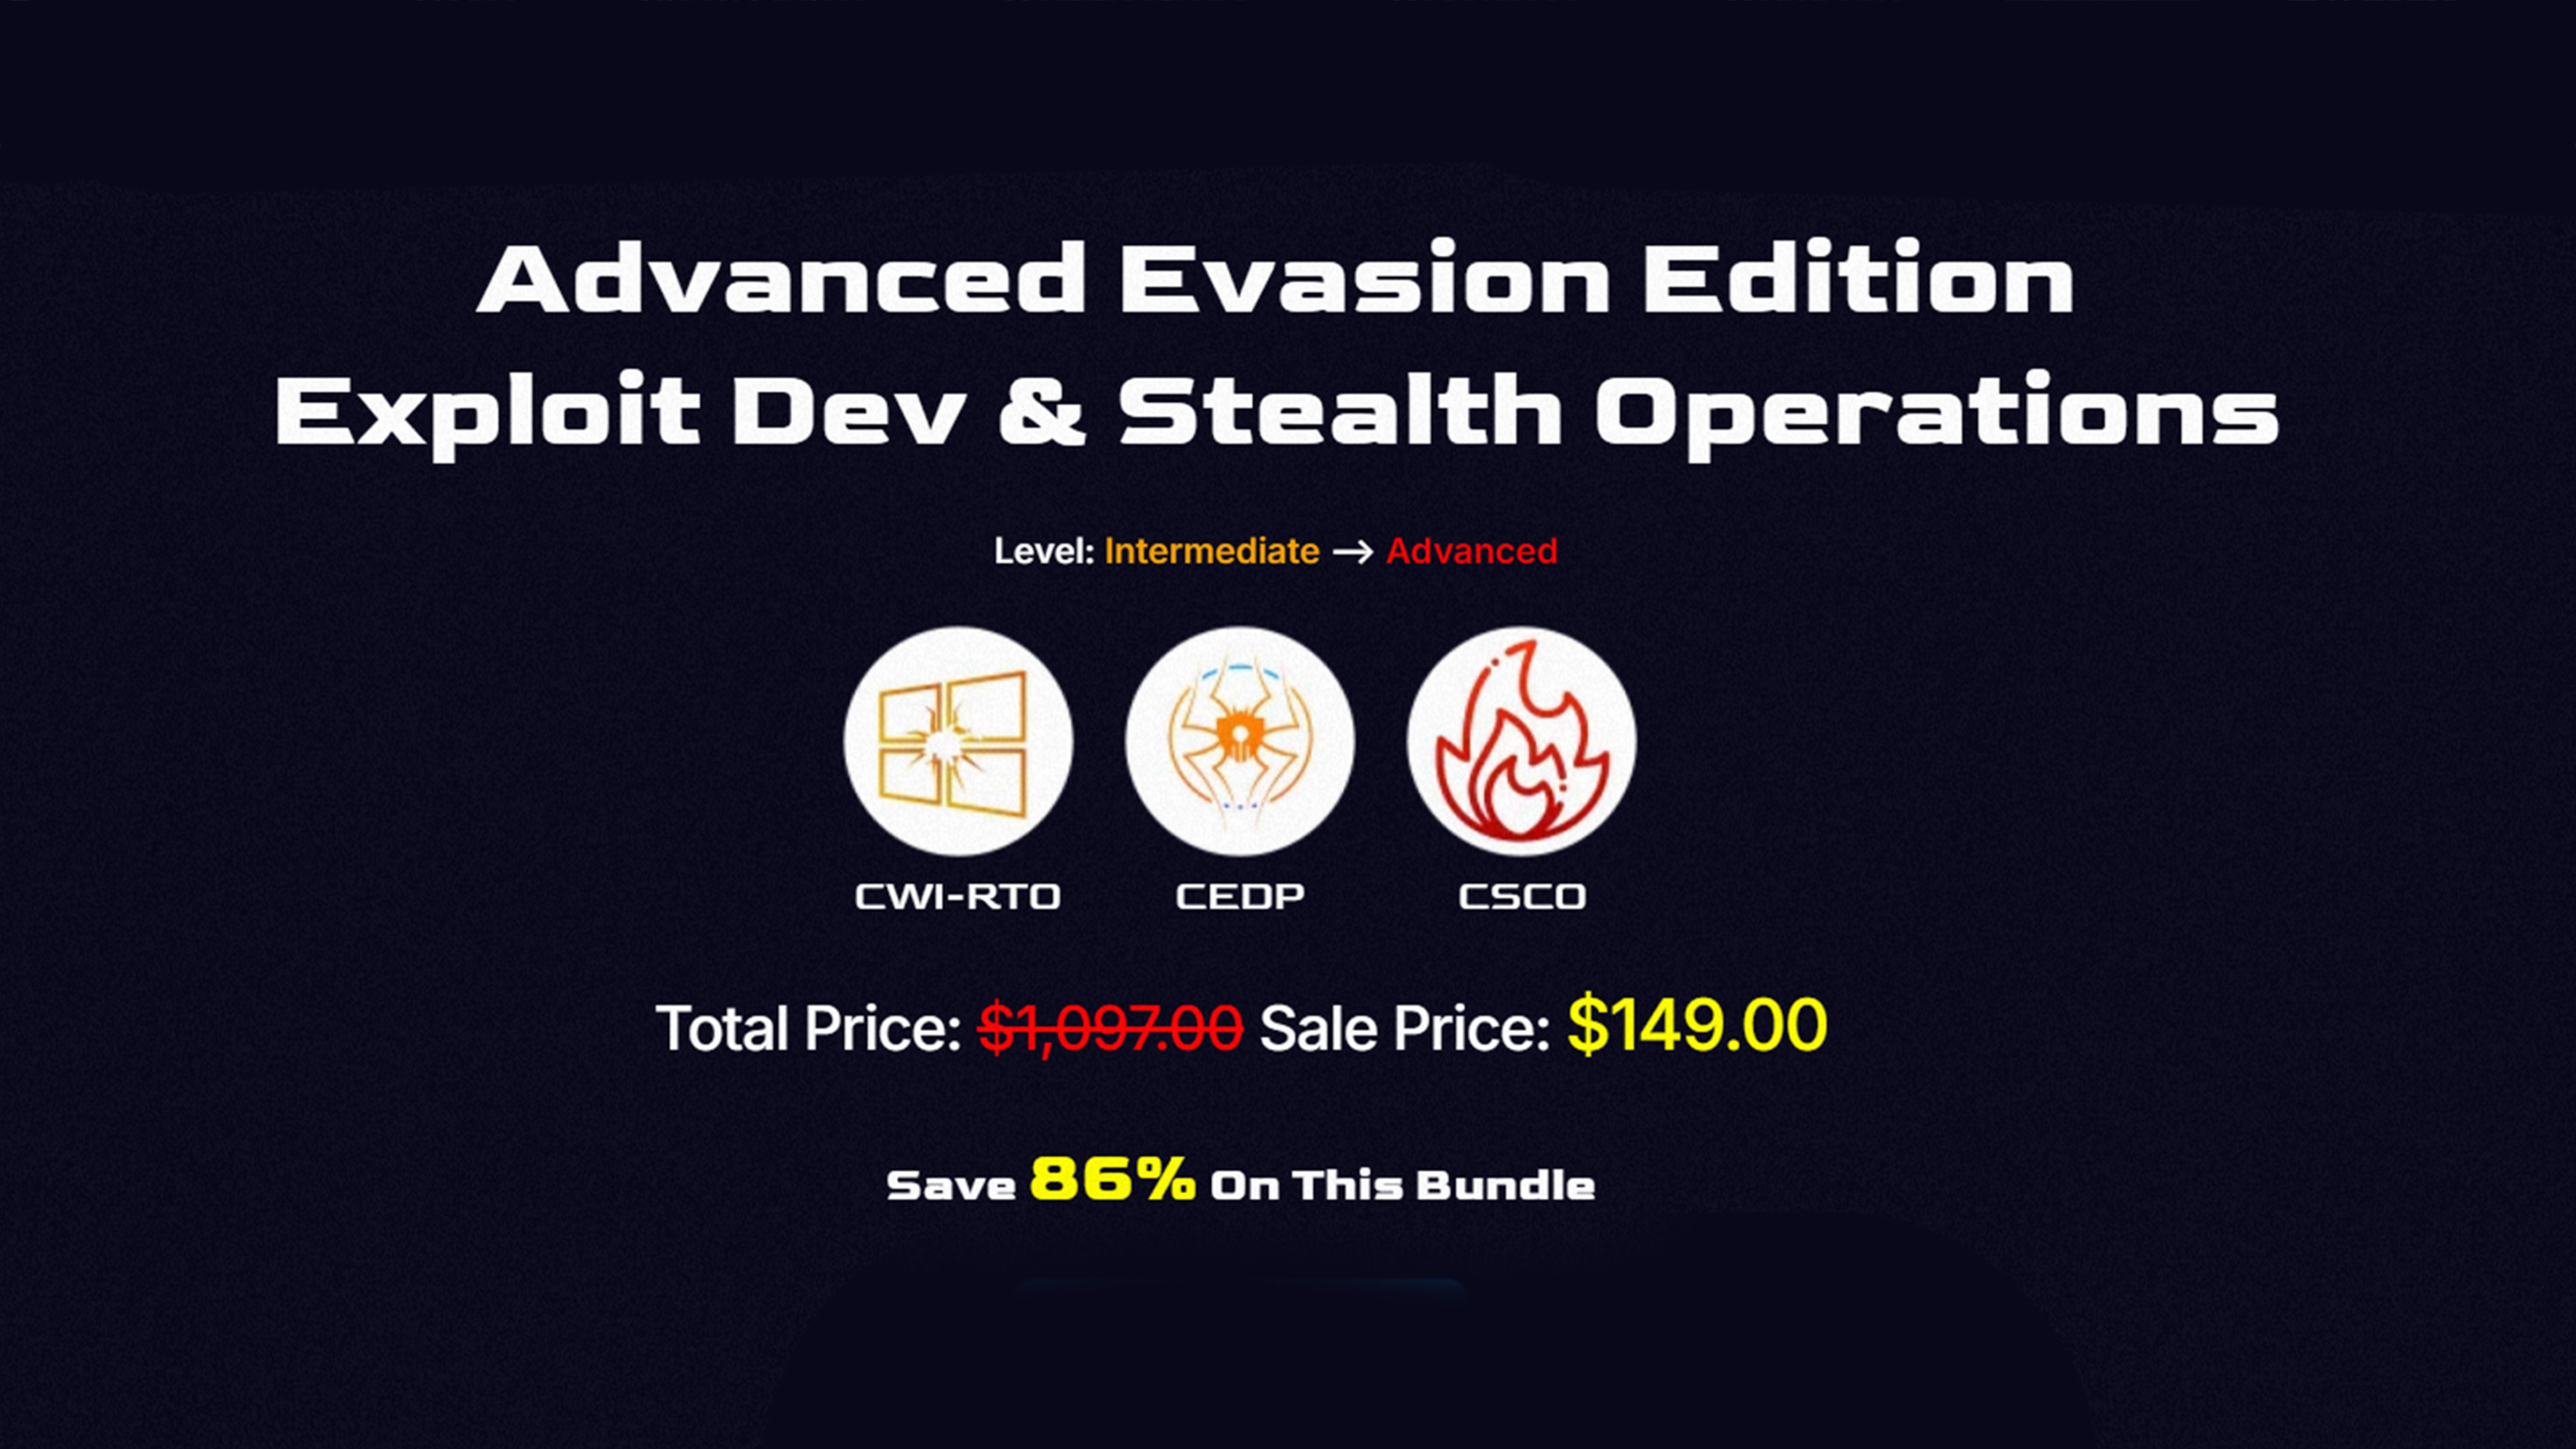 Advanced Evasion Edition
Exploit Dev & Stealth Operations
Level: Intermediate → Advanced
CWI-RTO CEDP CSCO
Total Price: $1,097.00 Sale Price: $149.00
Save 86% On This Bundle